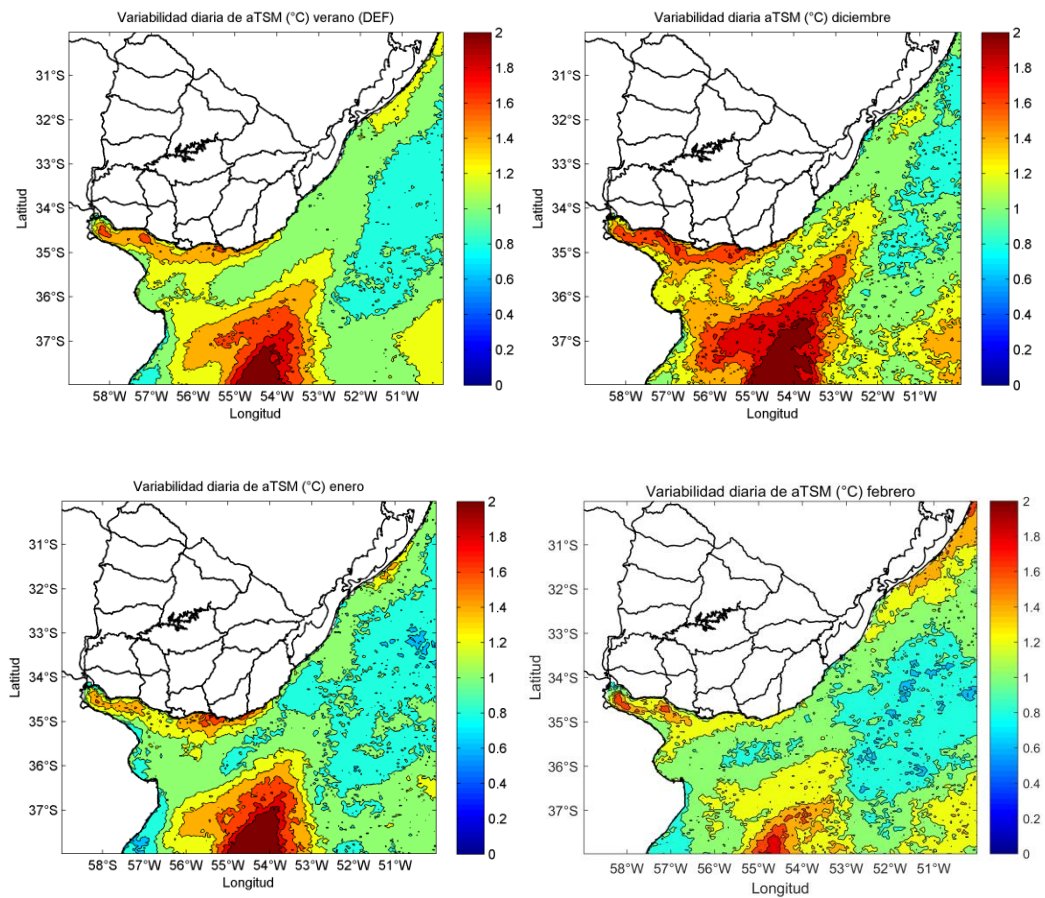 Variabilidad diaria de aTSM (°C) verano (DEF)
2
1.8
1.6
1.4
1.2
1
0.8
0.6
0.4
0.2
0
31°S
32°S
33°S
34°S
35°S
36°S
37°S
Latitud
58°W 57°W 56°W 55°W 54°W 53°W 52°W 51°W
Longitud
Variabilidad diaria aTSM (°C) diciembre
2
1.8
1.6
1.4
1.2
1
0.8
0.6
0.4
0.2
0
31°S
32°S
33°S
34°S
35°S
36°S
37°S
Latitud
58°W 57°W 56°W 55°W 54°W 53°W 52°W 51°W
Longitud
Variabilidad diaria de aTSM (°C) enero
2
1.8
1.6
1.4
1.2
1
0.8
0.6
0.4
0.2
0
31°S
32°S
33°S
34°S
35°S
36°S
37°S
Latitud
58°W 57°W 56°W 55°W 54°W 53°W 52°W 51°W
Longitud
Variabilidad diaria de aTSM (°C) febrero
2
1.8
1.6
1.4
1.2
1
0.8
0.6
0.4
0.2
0
31°S
32°S
33°S
34°S
35°S
36°S
37°S
Latitud
58°W 57°W 56°W 55°W 54°W 53°W 52°W 51°W
Longitud